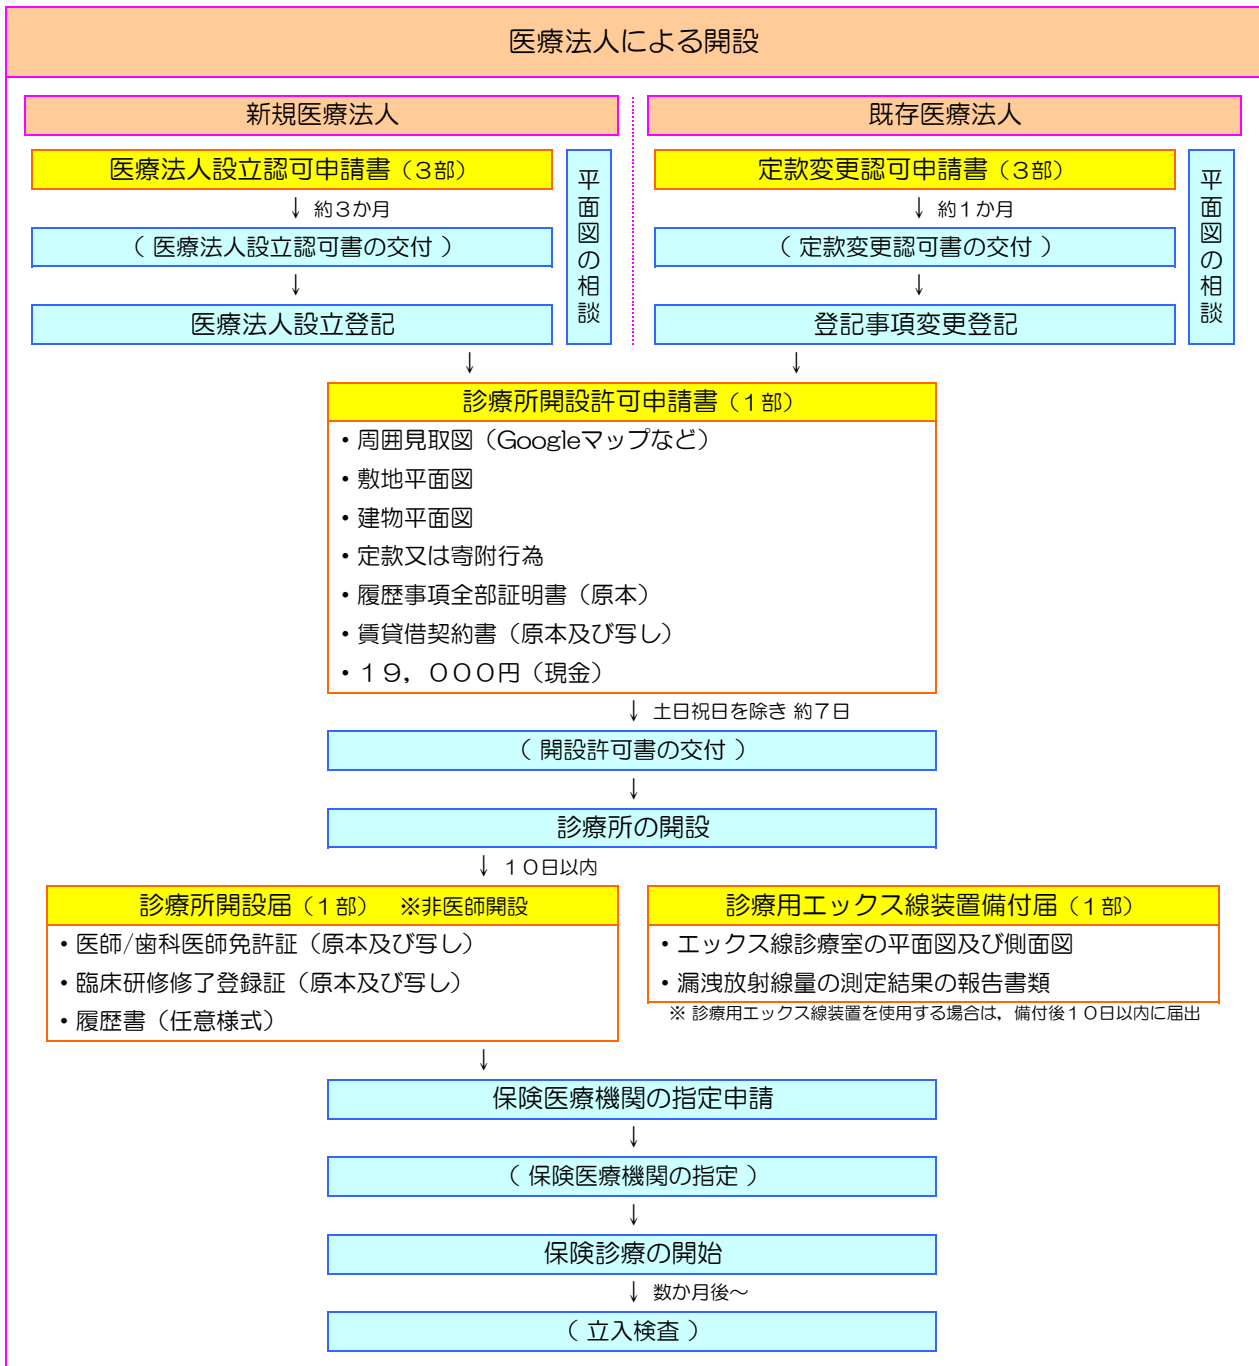 医療法人による開設
新規医療法人
医療法人設立認可申請書（３部）
↓ 約３か月
（ 医療法人設立認可書の交付 ）
↓
医療法人設立登記
平面図の相談
既存医療法人
定款変更認可申請書（３部）
↓ 約１か月
（ 定款変更認可書の交付 ）
↓
登記事項変更登記
平面図の相談
↓ ↓
診療所開設許可申請書（１部）
・周囲見取図（Googleマップなど）
・敷地平面図
・建物平面図
・定款又は寄附行為
・履歴事項全部証明書（原本）
・賃貸借契約書（原本及び写し）
・１９，０００円（現金）
↓ 土日祝日を除き 約７日
（ 開設許可書の交付 ）
↓
診療所の開設
↓ １０日以内
診療所開設届（１部）　※非医師開設
・医師/歯科医師免許証（原本及び写し）
・臨床研修修了登録証（原本及び写し）
・履歴書（任意様式）
診療用エックス線装置備付届（１部）
・エックス線診療室の平面図及び側面図
・漏洩放射線量の測定結果の報告書類
※ 診療用エックス線装置を使用する場合は，備付後１０日以内に届出
↓
保険医療機関の指定申請
↓
（ 保険医療機関の指定 ）
↓
保険診療の開始
↓ 数か月後～
（ 立入検査 ）